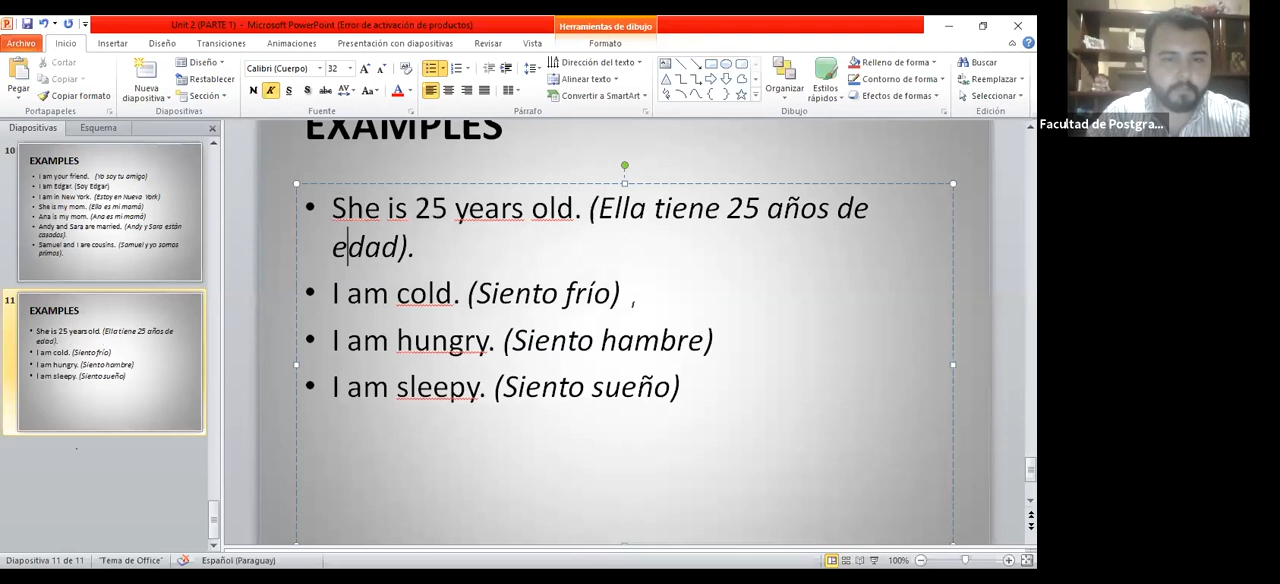 Unit 2 (PARTE 1) - Microsoft PowerPoint (Error de activación de productos)
Herramientas de dibujo
Archivo Inicio Insertar Diseño Transiciones Animaciones Presentación con diapositivas Revisar Vista Formato
Pegar
Cortar
Copiar
Copiar formato
Portapapeles
Nueva diapositiva
Diseño
Restablecer
Sección
Diapositivas
Calibri (Cuerpo) 32
Fuente
Párrafo
Dirección del texto
Alinear texto
Convertir a SmartArt
Organizar
Estilos rápidos
Relleno de forma
Contorno de forma
Efectos de formas
Dibujo
Buscar
Reemplazar
Seleccionar
Edición
Diapositivas Esquema
10
EXAMPLES
• I am your friend. (Yo soy tu amigo)
• I am Edgar. (Soy Edgar)
• I am in New York. (Estoy en Nueva York)
• She is my mom. (Ella es mi mamá)
• Ana is my mom. (Ana es mi mamá)
• Andy and Sara are married. (Andy y Sara están
casados).
• Samuel and I are cousins. (Samuel y yo somos
primos).
11
EXAMPLES
• She is 25 years old. (Ella tiene 25 años de
edad).
• I am cold. (Siento frío)
• I am hungry. (Siento hambre)
• I am sleepy. (Siento sueño)
EXAMPLES
• She is 25 years old. (Ella tiene 25 años de
edad).
• I am cold. (Siento frío) ,
• I am hungry. (Siento hambre)
• I am sleepy. (Siento sueño)
Facultad de Postgra...
Diapositiva 11 de 11 "Tema de Office" Español (Paraguay) 100%